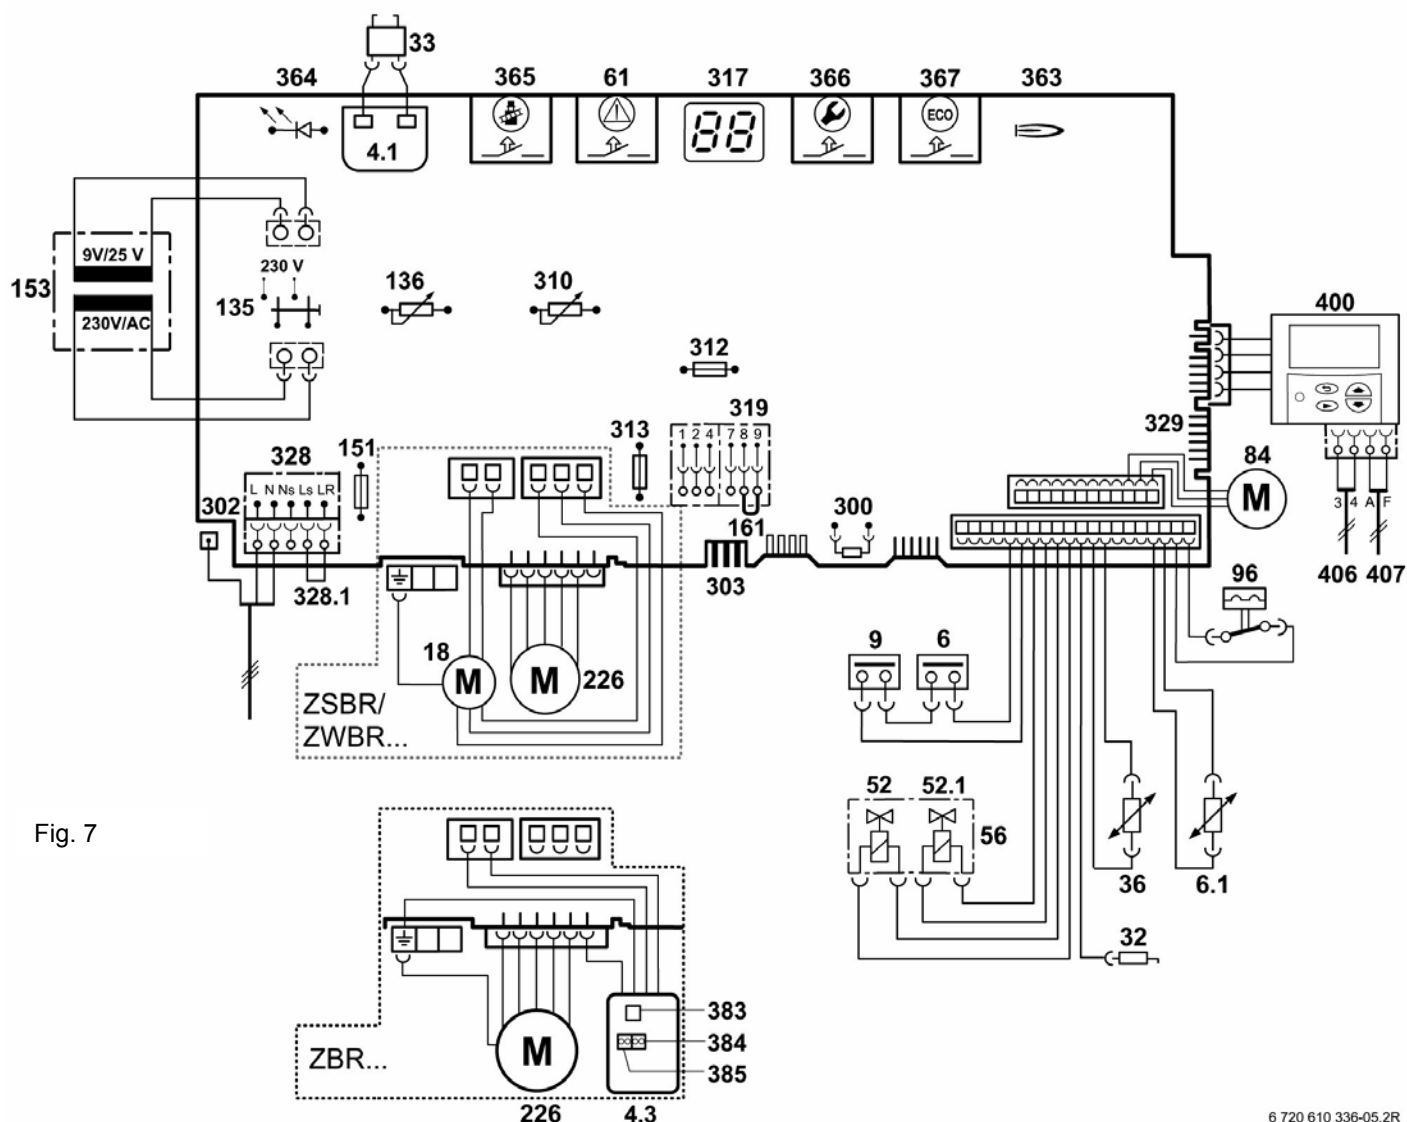 33
364 365 61 317 366 367 363
ECO
88
4.1
9V/25 V
153
230 V
135
230V/AC
136 310
400
312
319
329
1 2 4 7 8 9
313
151
328
L N Ns Ls LR
302
84
M
161
300
303
328.1
3 4 A F
406 407
96
18
M
M
226
9 6
ZSBR/
ZWBR...
52 52.1
56
Fig. 7
36 6.1
32
383
384
385
M
ZBR...
226 4.3
6 720 610 336-05.2R